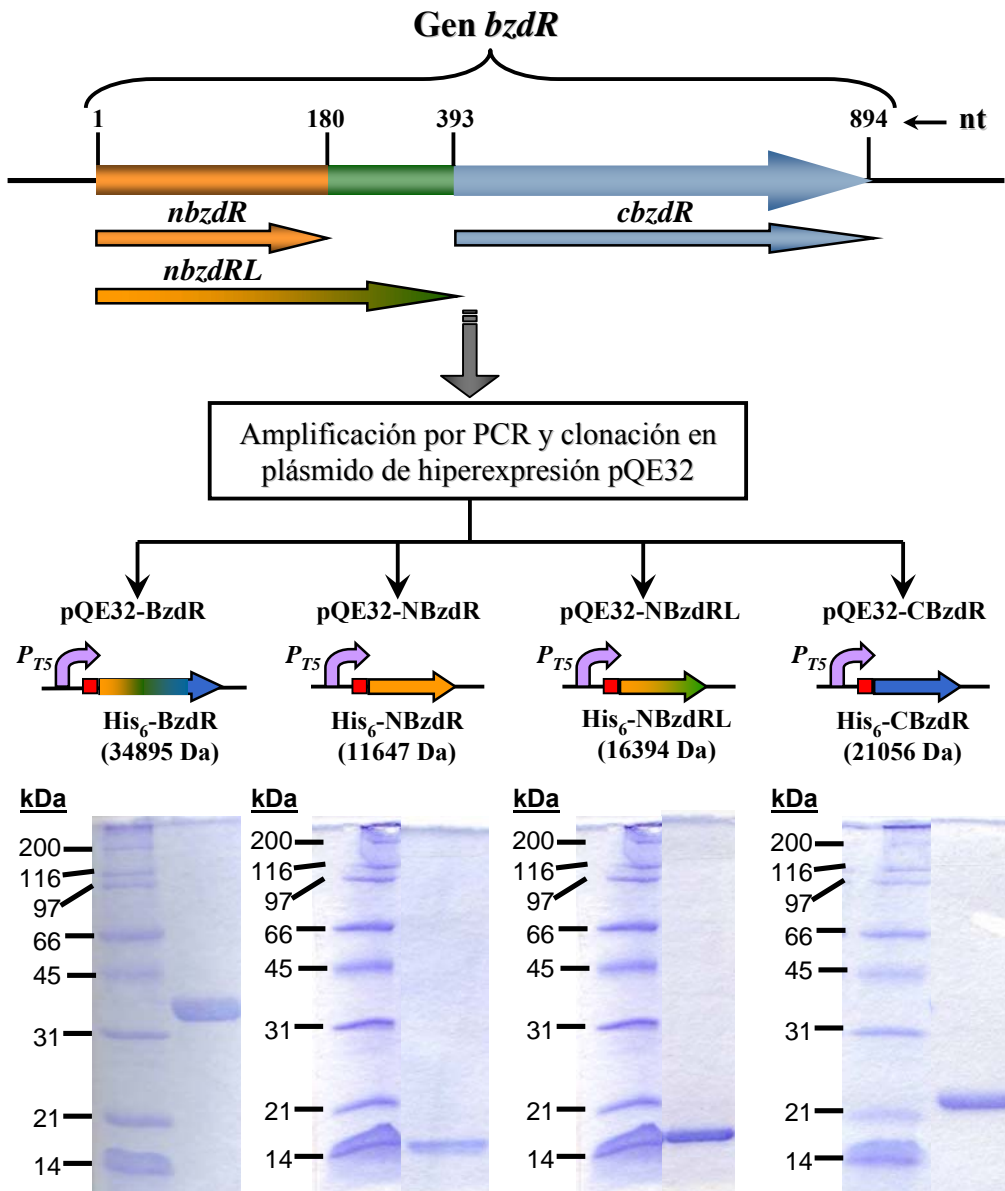 Gen bzdR
1 180 393 894 nt
nbzdR cbzdR
nbzdRL
Amplificación por PCR y clonación en
plásmido de hiperexpresión pQE32
pQE32-BzdR pQE32-NBzdR pQE32-NBzdRL pQE32-CBzdR
PT5 PT5 PT5 PT5
His6-BzdR His6-NBzdR His6-NBzdRL His6-CBzdR
(34895 Da) (11647 Da) (16394 Da) (21056 Da)
kDa kDa kDa kDa
200 200 200 200
116 116 116 116
97 97 97 97
66 66 66 66
45 45 45 45
31 31 31 31
21 21 21 21
14 14 14 14